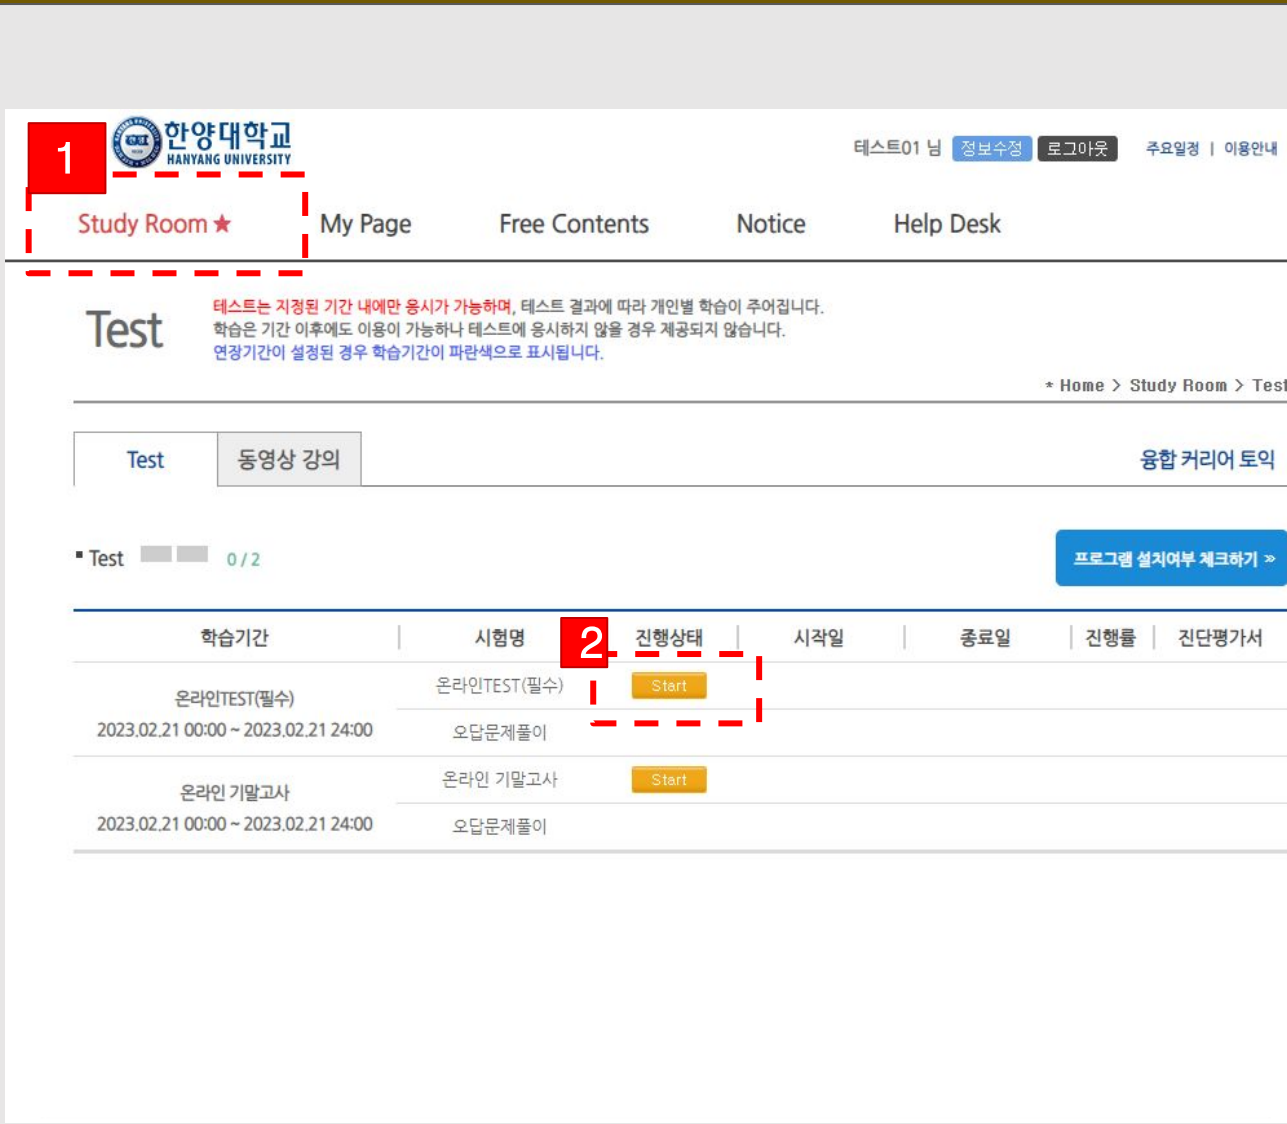 1
한양대학교
HANYANG UNIVERSITY
테스트01 님 정보수정 로그아웃 주요일정 | 이용안내
Study Room ★ My Page Free Contents Notice Help Desk
Test
테스트는 지정된 기간 내에만 응시가 가능하며, 테스트 결과에 따라 개인별 학습이 주어집니다.
학습은 기간 이후에도 이용이 가능하나 테스트에 응시하지 않을 경우 제공되지 않습니다.
연장기간이 설정된 경우 학습기간이 파란색으로 표시됩니다.
* Home > Study Room > Test
Test 동영상 강의 융합 커리어 토익
Test 0 / 2 프로그램 설치여부 체크하기 »
학습기간 시험명 2 진행상태 시작일 종료일 진행률 진단평가서
온라인TEST(필수)
2023.02.21 00:00 ~ 2023.02.21 24:00
온라인TEST(필수) Start
오답문제풀이
온라인 기말고사
2023.02.21 00:00 ~ 2023.02.21 24:00
온라인 기말고사 Start
오답문제풀이